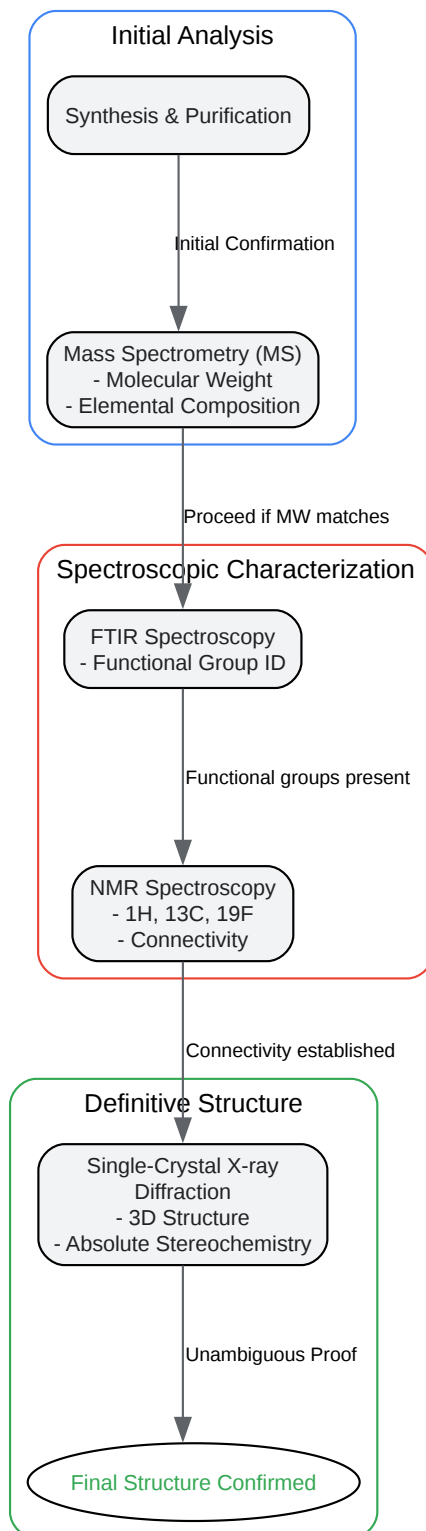 Initial Analysis
Synthesis & Purification
Initial Confirmation
Mass Spectrometry (MS)
- Molecular Weight
- Elemental Composition
Proceed if MW matches
Spectroscopic Characterization
FTIR Spectroscopy
- Functional Group ID
Functional groups present
NMR Spectroscopy
- 1H, 13C, 19F
- Connectivity
Connectivity established
Definitive Structure
Single-Crystal X-ray
Diffraction
- 3D Structure
- Absolute Stereochemistry
Unambiguous Proof
Final Structure Confirmed